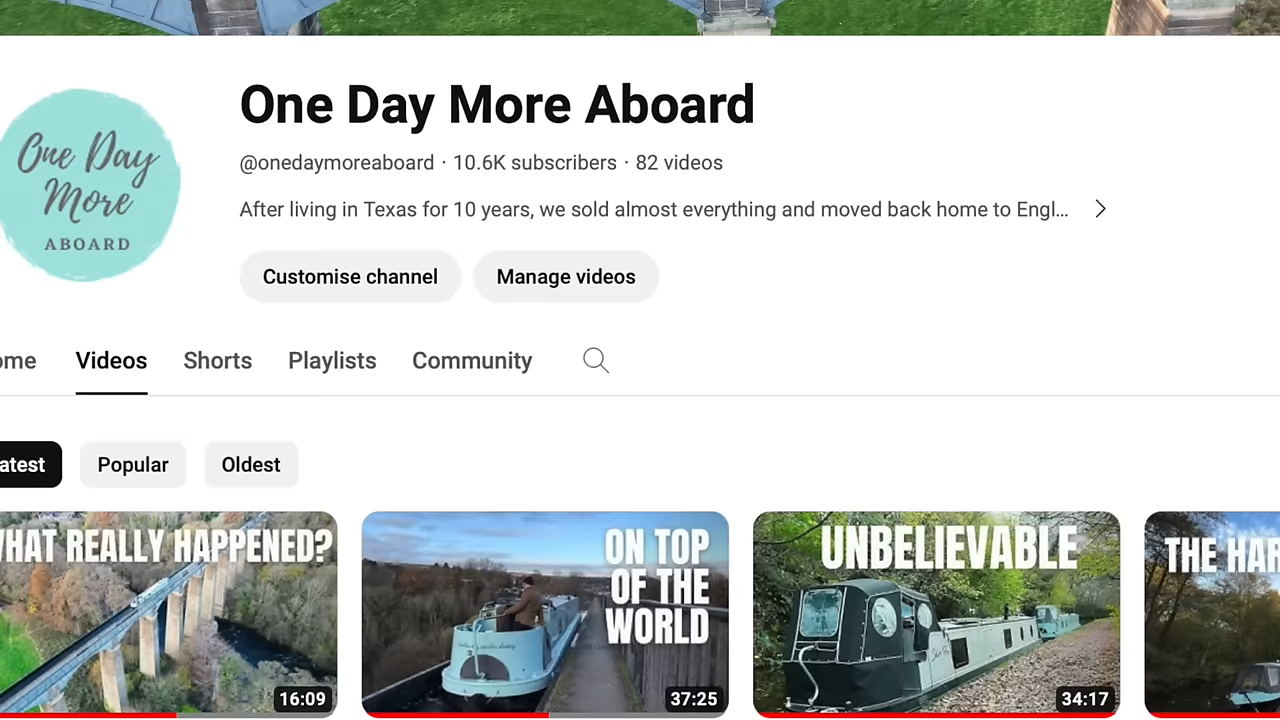 One Day
More
ABOARD
One Day More Aboard
@onedaymoreaboard · 10.6K subscribers · 82 videos
After living in Texas for 10 years, we sold almost everything and moved back home to Engl...
Customise channel
Manage videos
ome
Videos
Shorts
Playlists
Community
atest
Popular
Oldest
WHAT REALLY HAPPENED?
16:09
ON TOP
OF THE
WORLD
37:25
UNBELIEVABLE
34:17
THE HAR